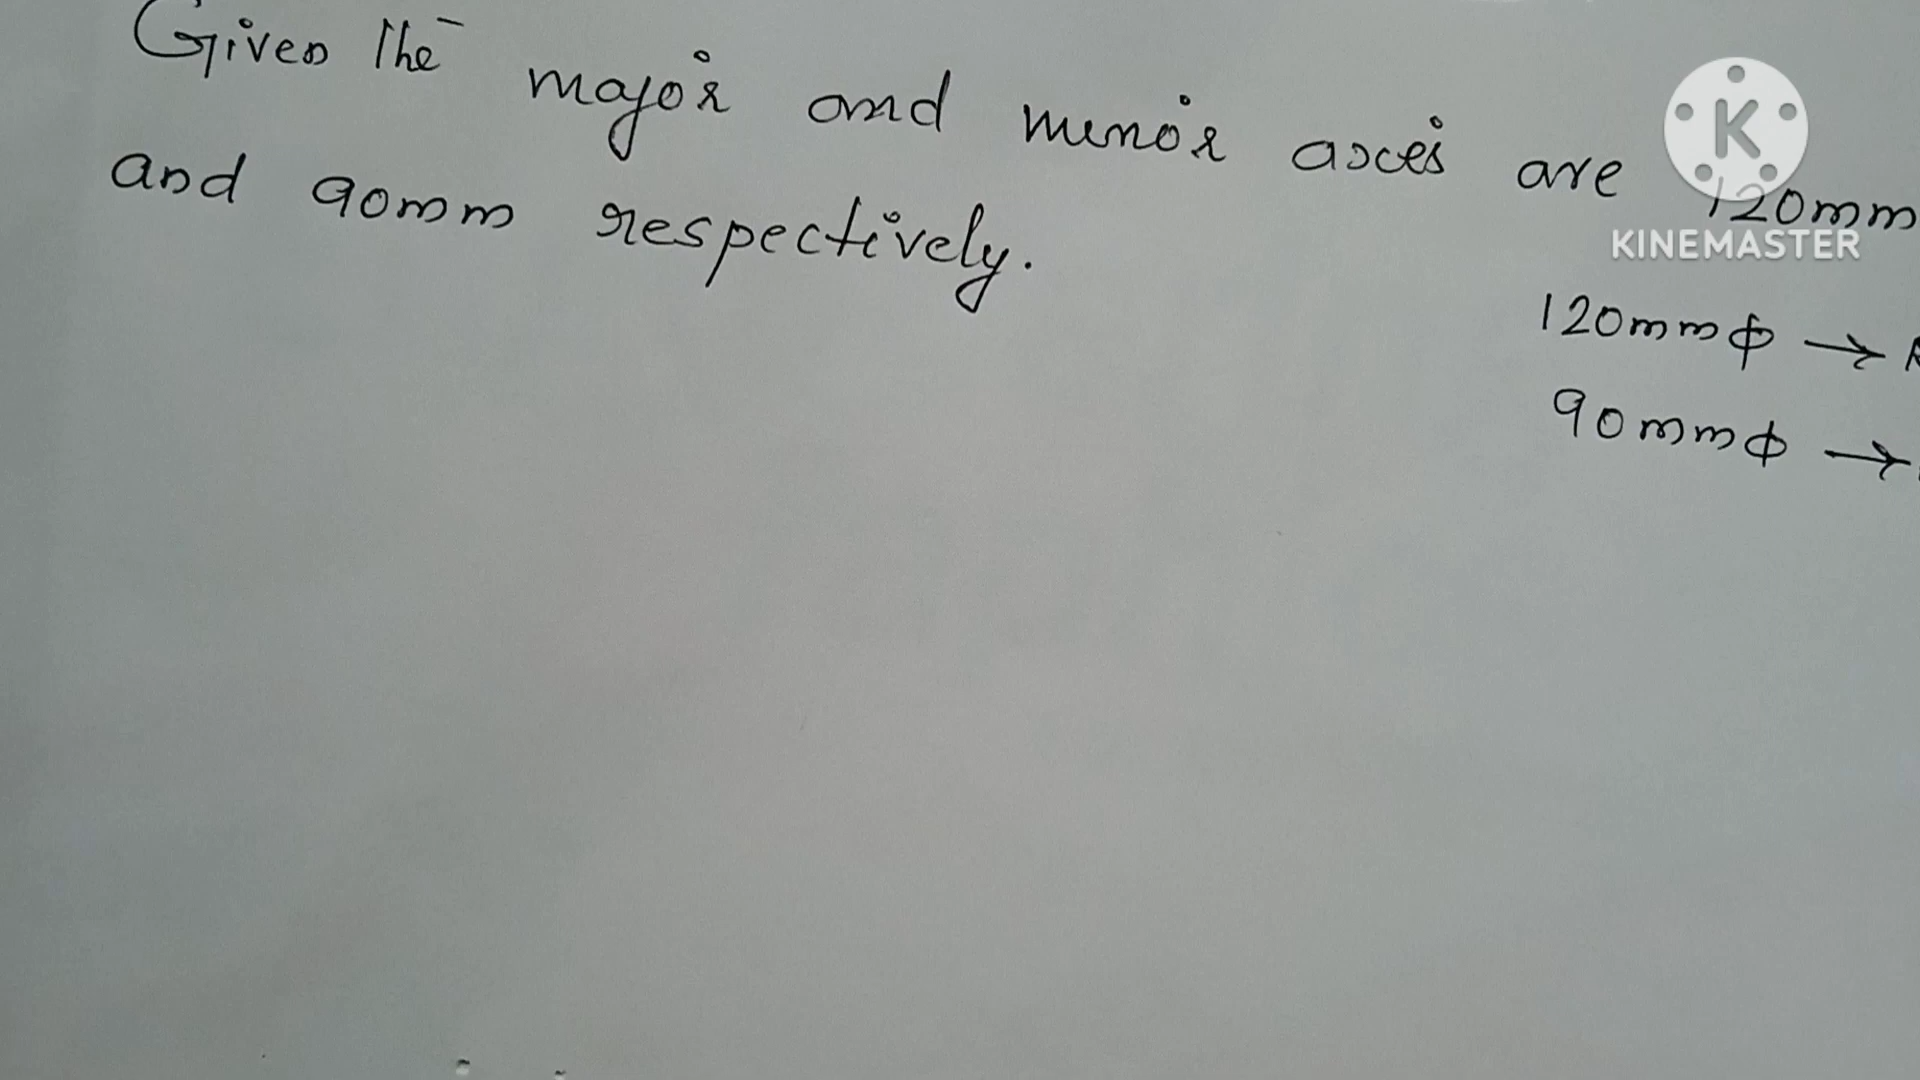 Given the major and minor axes are 120mm
and 90mm respectively.
K
KINEMASTER
120mmφ →
90mmφ →